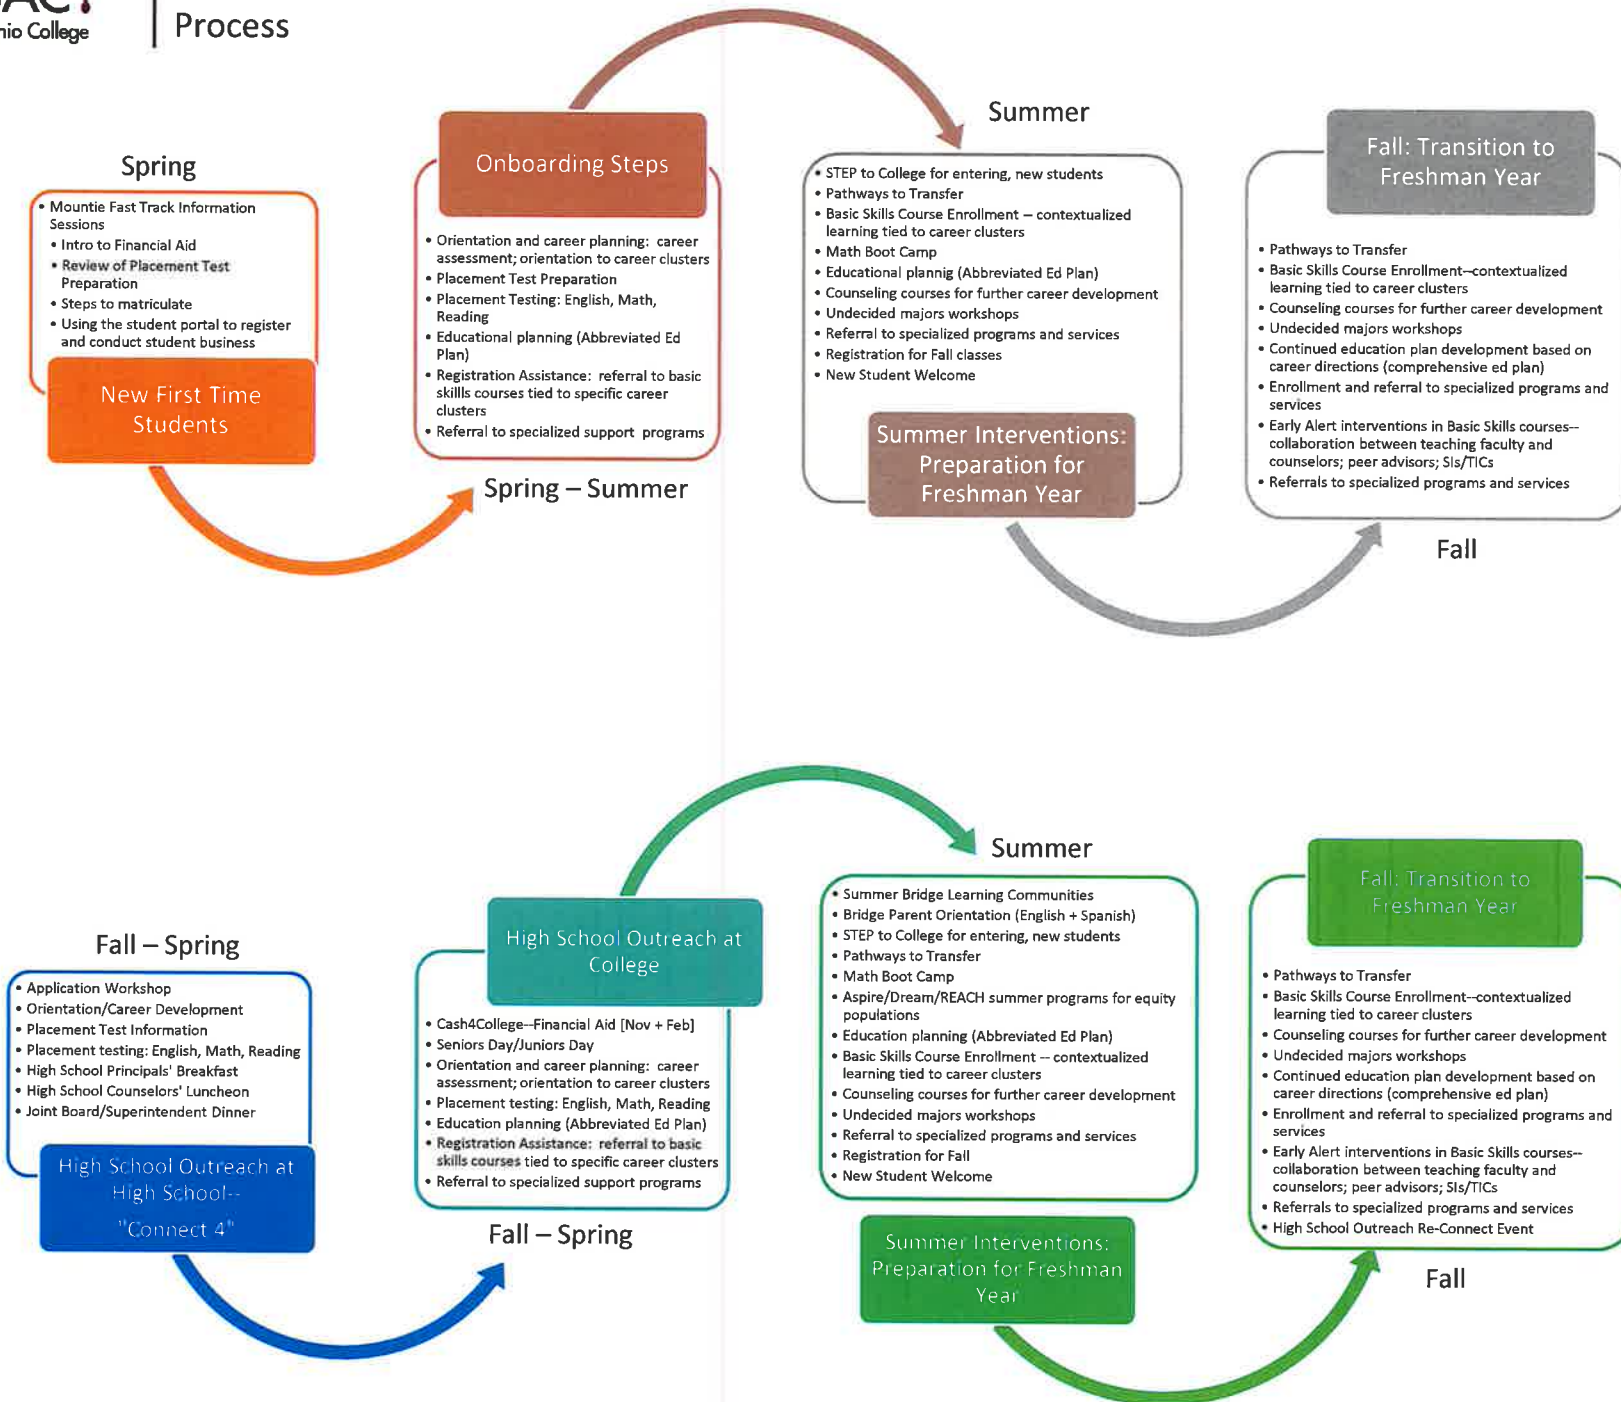 Process
Spring
• Mountie Fast Track Information
Sessions
• Intro to Financial Aid
• Review of Placement Test
Preparation
• Steps to matriculate
• Using the student portal to register
and conduct student business
New First Time
Students
Onboarding Steps
• Orientation and career planning: career
assessment; orientation to career clusters
• Placement Test Preparation
• Placement Testing: English, Math,
Reading
• Educational planning (Abbreviated Ed
Plan)
• Registration Assistance: referral to basic
skillls courses tied to specific career
clusters
• Referral to specialized support programs
Spring – Summer
Summer
• STEP to College for entering, new students
• Pathways to Transfer
• Basic Skills Course Enrollment – contextualized
learning tied to career clusters
• Math Boot Camp
• Educational plannig (Abbreviated Ed Plan)
• Counseling courses for further career development
• Undecided majors workshops
• Referral to specialized programs and services
• Registration for Fall classes
• New Student Welcome
Summer Interventions:
Preparation for
Freshman Year
Fall: Transition to
Freshman Year
• Pathways to Transfer
• Basic Skills Course Enrollment--contextualized
learning tied to career clusters
• Counseling courses for further career development
• Undecided majors workshops
• Continued education plan development based on
career directions (comprehensive ed plan)
• Enrollment and referral to specialized programs and
services
• Early Alert interventions in Basic Skills courses--
collaboration between teaching faculty and
counselors; peer advisors; SIs/TICs
• Referrals to specialized programs and services
Fall
Fall – Spring
• Application Workshop
• Orientation/Career Development
• Placement Test Information
• Placement testing: English, Math, Reading
• High School Principals' Breakfast
• High School Counselors' Luncheon
• Joint Board/Superintendent Dinner
High School Outreach at
High School--
"Connect 4"
High School Outreach at
College
• Cash4College--Financial Aid [Nov + Feb]
• Seniors Day/Juniors Day
• Orientation and career planning: career
assessment; orientation to career clusters
• Placement testing: English, Math, Reading
• Education planning (Abbreviated Ed Plan)
• Registration Assistance: referral to basic
skills courses tied to specific career clusters
• Referral to specialized support programs
Fall – Spring
Summer
• Summer Bridge Learning Communities
• Bridge Parent Orientation (English + Spanish)
• STEP to College for entering, new students
• Pathways to Transfer
• Math Boot Camp
• Aspire/Dream/REACH summer programs for equity
populations
• Education planning (Abbreviated Ed Plan)
• Basic Skills Course Enrollment -- contextualized
learning tied to career clusters
• Counseling courses for further career development
• Undecided majors workshops
• Referral to specialized programs and services
• Registration for Fall
• New Student Welcome
Summer Interventions:
Preparation for Freshman
Year
Fall: Transition to
Freshman Year
• Pathways to Transfer
• Basic Skills Course Enrollment--contextualized
learning tied to career clusters
• Counseling courses for further career development
• Undecided majors workshops
• Continued education plan development based on
career directions (comprehensive ed plan)
• Enrollment and referral to specialized programs and
services
• Early Alert interventions in Basic Skills courses--
collaboration between teaching faculty and
counselors; peer advisors; SIs/TICs
• Referrals to specialized programs and services
• High School Outreach Re-Connect Event
Fall